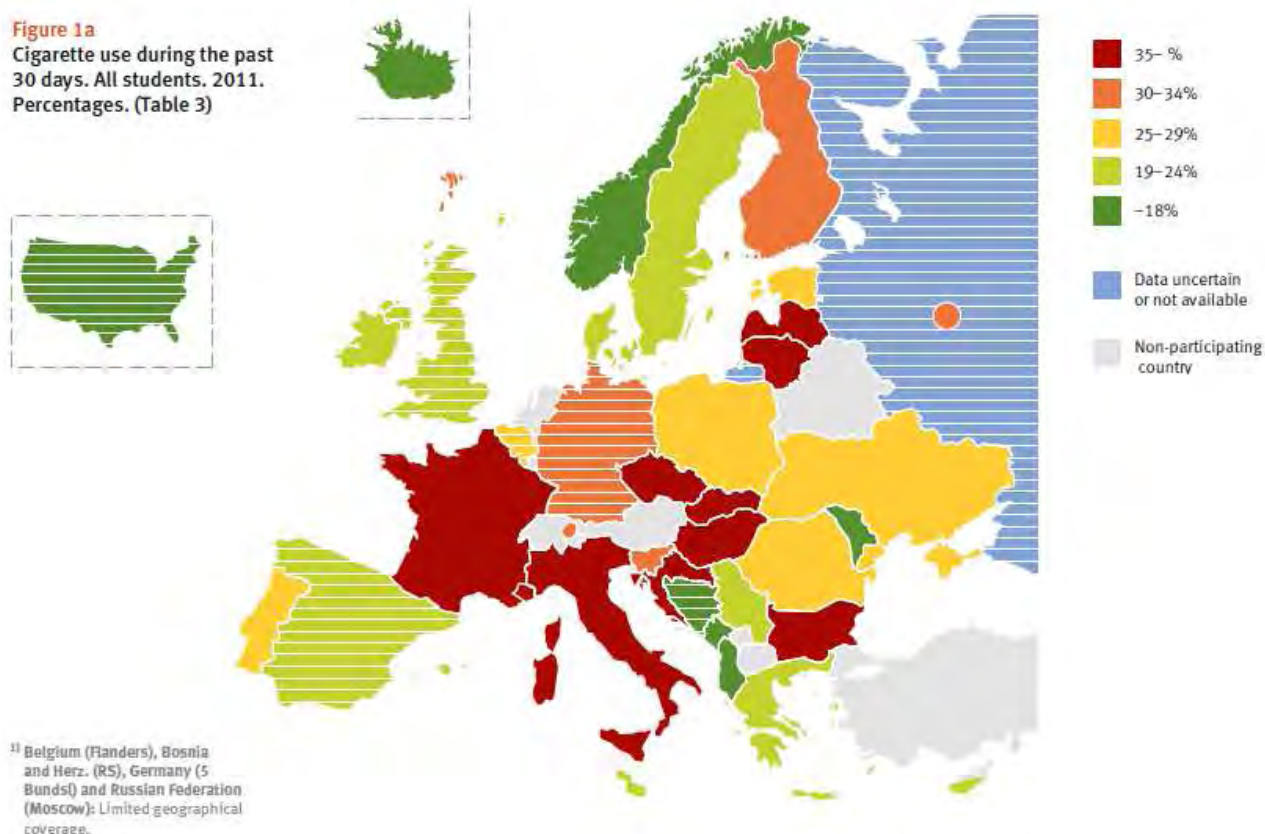 Figure 1a
Cigarette use during the past
30 days. All students. 2011.
Percentages. (Table 3)
35– %
30–34%
25–29%
19–24%
–18%
Data uncertain
or not available
Non-participating
country
1) Belgium (Flanders), Bosnia
and Herz. (RS), Germany (5
Bundsl) and Russian Federation
(Moscow): Limited geographical
coverage.